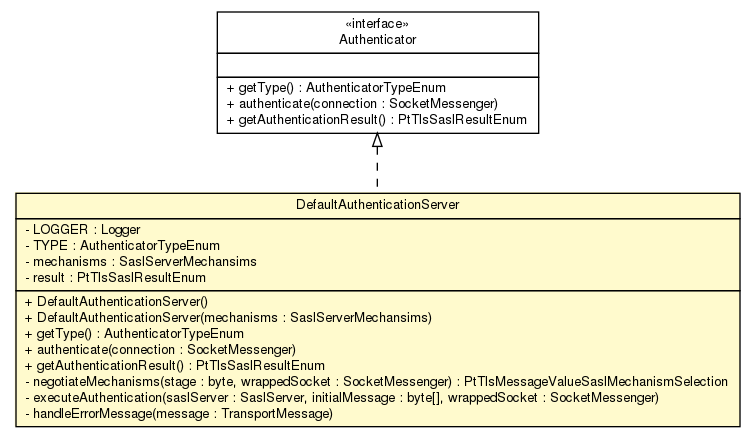 «interface»
Authenticator
+ getType() : AuthenticatorTypeEnum
+ authenticate(connection : SocketMessenger)
+ getAuthenticationResult() : PtTlsSaslResultEnum
DefaultAuthenticationServer
- LOGGER : Logger
- TYPE : AuthenticatorTypeEnum
- mechanisms : SaslServerMechansims
- result : PtTlsSaslResultEnum
+ DefaultAuthenticationServer()
+ DefaultAuthenticationServer(mechanisms : SaslServerMechansims)
+ getType() : AuthenticatorTypeEnum
+ authenticate(connection : SocketMessenger)
+ getAuthenticationResult() : PtTlsSaslResultEnum
- negotiateMechanisms(stage : byte, wrappedSocket : SocketMessenger) : PtTlsMessageValueSaslMechanismSelection
- executeAuthentication(saslServer : SaslServer, initialMessage : byte[], wrappedSocket : SocketMessenger)
- handleErrorMessage(message : TransportMessage)